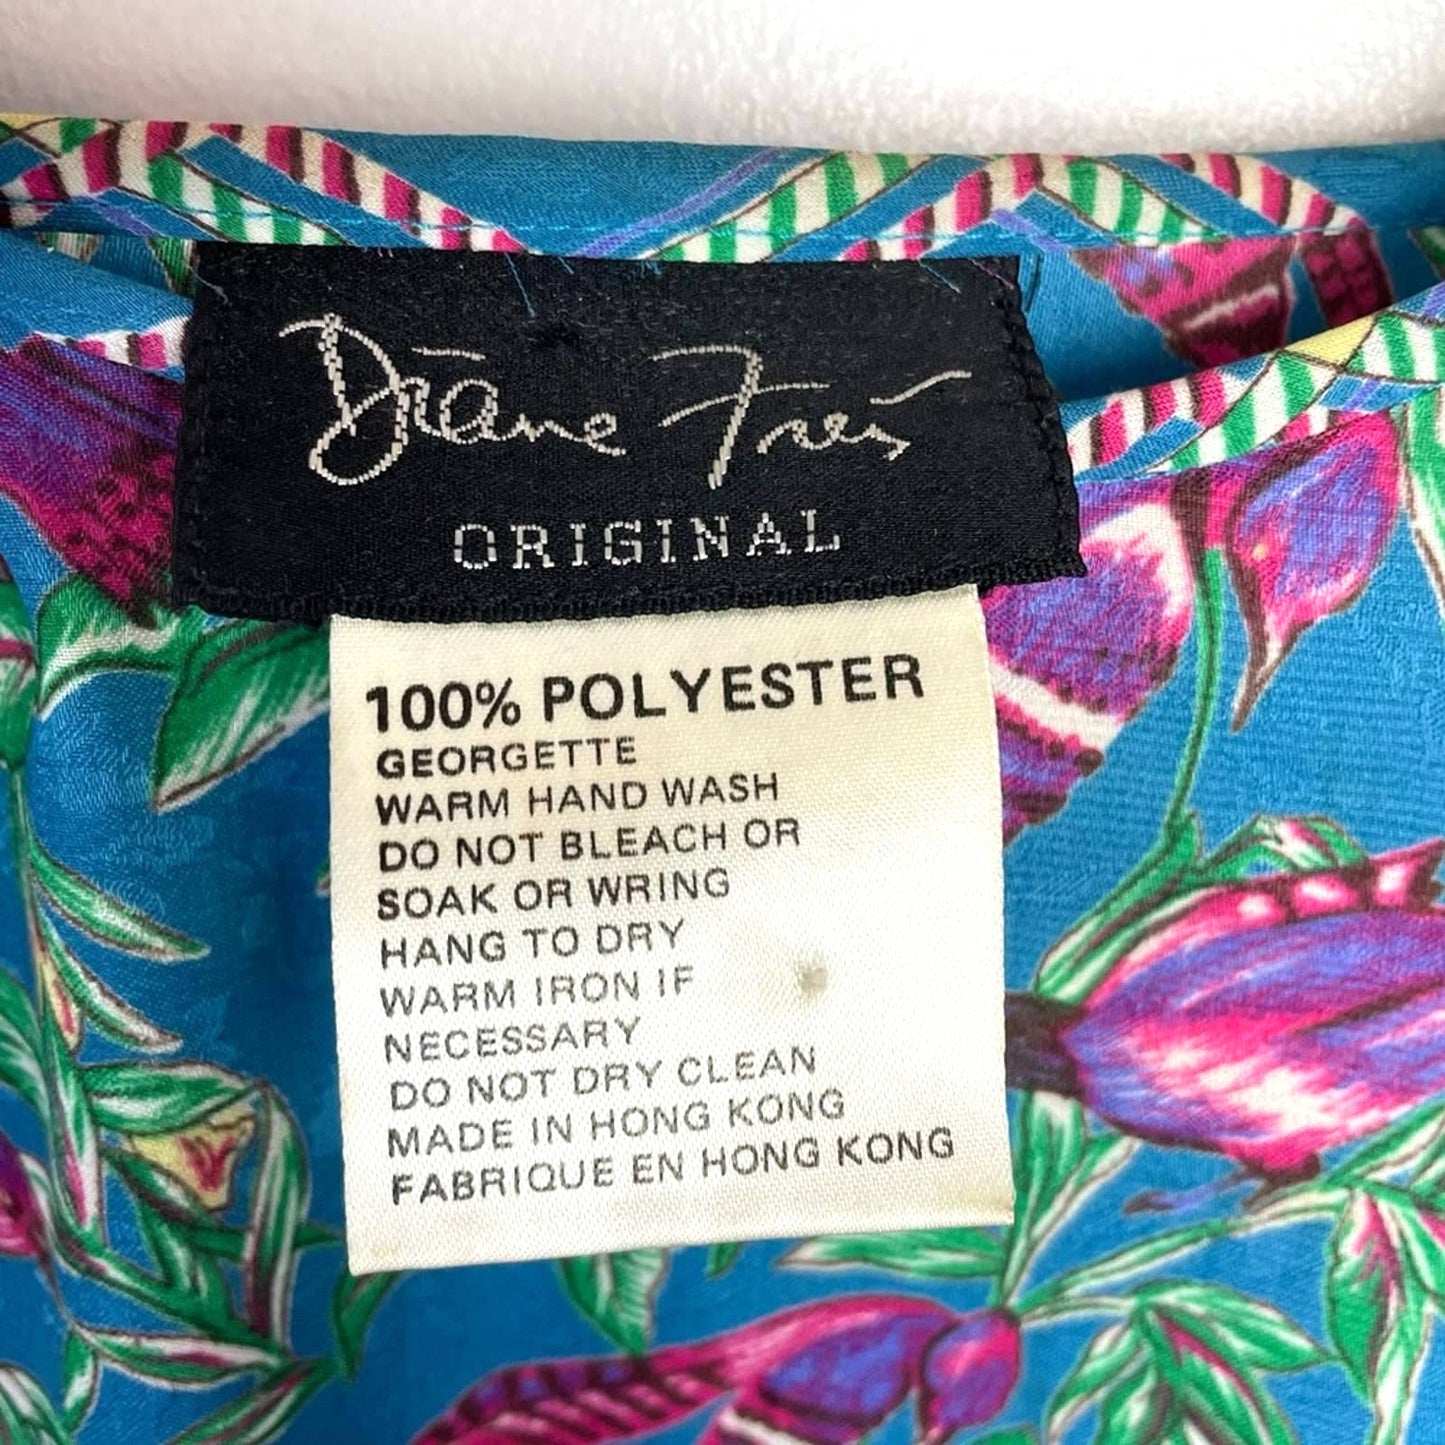 Diane Freis
ORIGINAL
100% POLYESTER
GEORGETTE
WARM HAND WASH
DO NOT BLEACH OR
SOAK OR WRING
HANG TO DRY
WARM IRON IF
NECESSARY
DO NOT DRY CLEAN
MADE IN HONG KONG
FABRIQUE EN HONG KONG